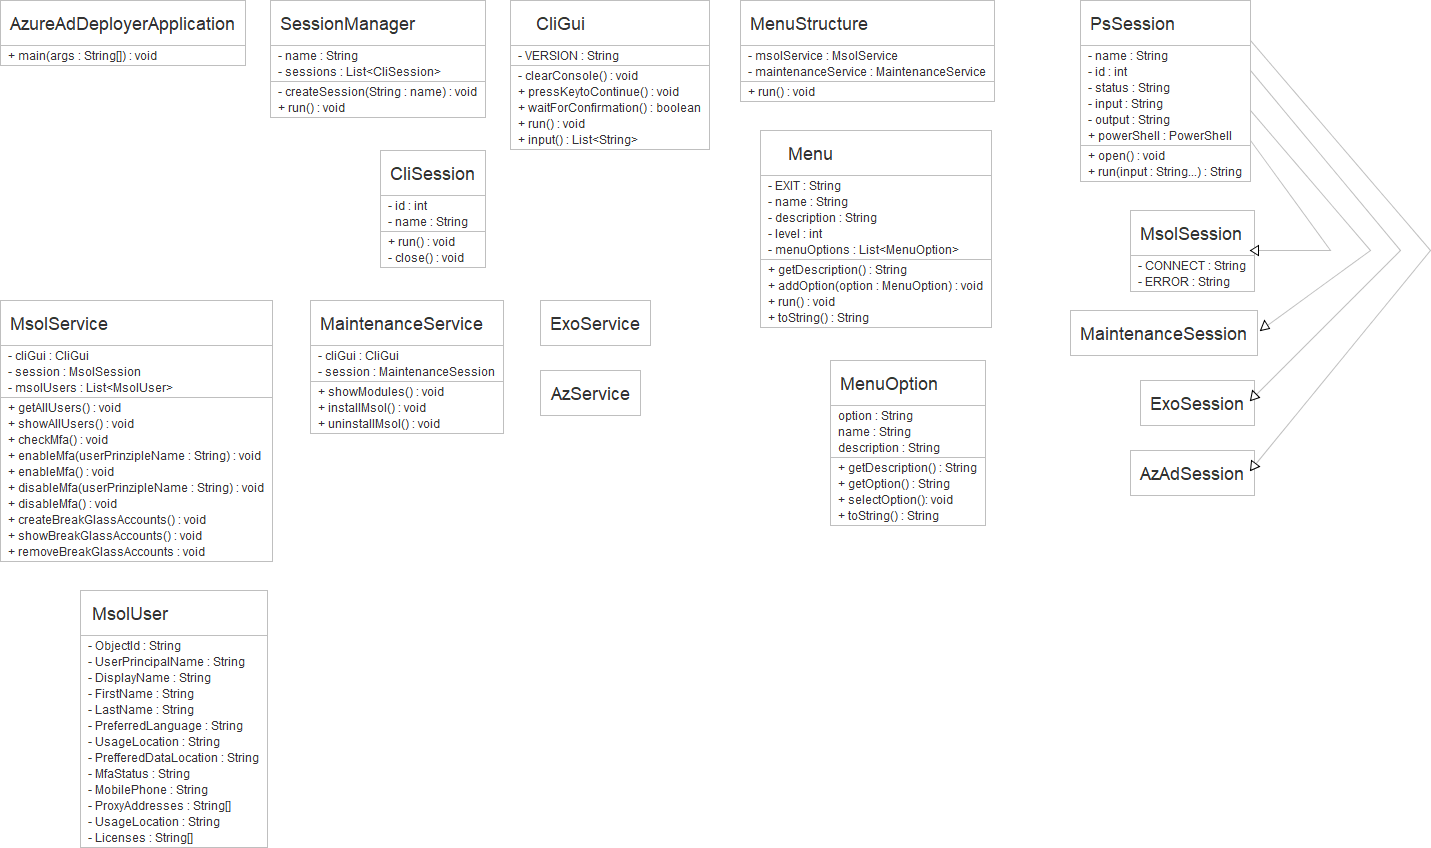 AzureAdDeployerApplication
+ main(args : String[]) : void
SessionManager
- name : String
- sessions : List<CliSession>
- createSession(String : name) : void
+ run() : void
CliGui
- VERSION : String
- clearConsole() : void
+ pressKeytoContinue() : void
+ waitForConfirmation() : boolean
+ run() : void
+ input() : List<String>
MenuStructure
- msolService : MsolService
- maintenanceService : MaintenanceService
+ run() : void
PsSession
- name : String
- id : int
- status : String
- input : String
- output : String
+ powerShell : PowerShell
+ open() : void
+ run(input : String...) : String
CliSession
- id : int
- name : String
+ run() : void
- close() : void
Menu
- EXIT : String
- name : String
- description : String
- level : int
- menuOptions : List<MenuOption>
+ getDescription() : String
+ addOption(option : MenuOption) : void
+ run() : void
+ toString() : String
MsolSession
- CONNECT : String
- ERROR : String
MsolService
- cliGui : CliGui
- session : MsolSession
- msolUsers : List<MsolUser>
+ getAllUsers() : void
+ showAllUsers() : void
+ checkMfa() : void
+ enableMfa(userPrinzipleName : String) : void
+ enableMfa() : void
+ disableMfa(userPrinzipleName : String) : void
+ disableMfa() : void
+ createBreakGlassAccounts() : void
+ showBreakGlassAccounts() : void
+ removeBreakGlassAccounts : void
MaintenanceService
- cliGui : CliGui
- session : MaintenanceSession
+ showModules() : void
+ installMsol() : void
+ uninstallMsol() : void
ExoService
AzService
MenuOption
option : String
name : String
description : String
+ getDescription() : String
+ getOption() : String
+ selectOption(): void
+ toString() : String
MaintenanceSession
ExoSession
AzAdSession
MsolUser
- ObjectId : String
- UserPrincipalName : String
- DisplayName : String
- FirstName : String
- LastName : String
- PreferredLanguage : String
- UsageLocation : String
- PrefferedDataLocation : String
- MfaStatus : String
- MobilePhone : String
- ProxyAddresses : String[]
- UsageLocation : String
- Licenses : String[]